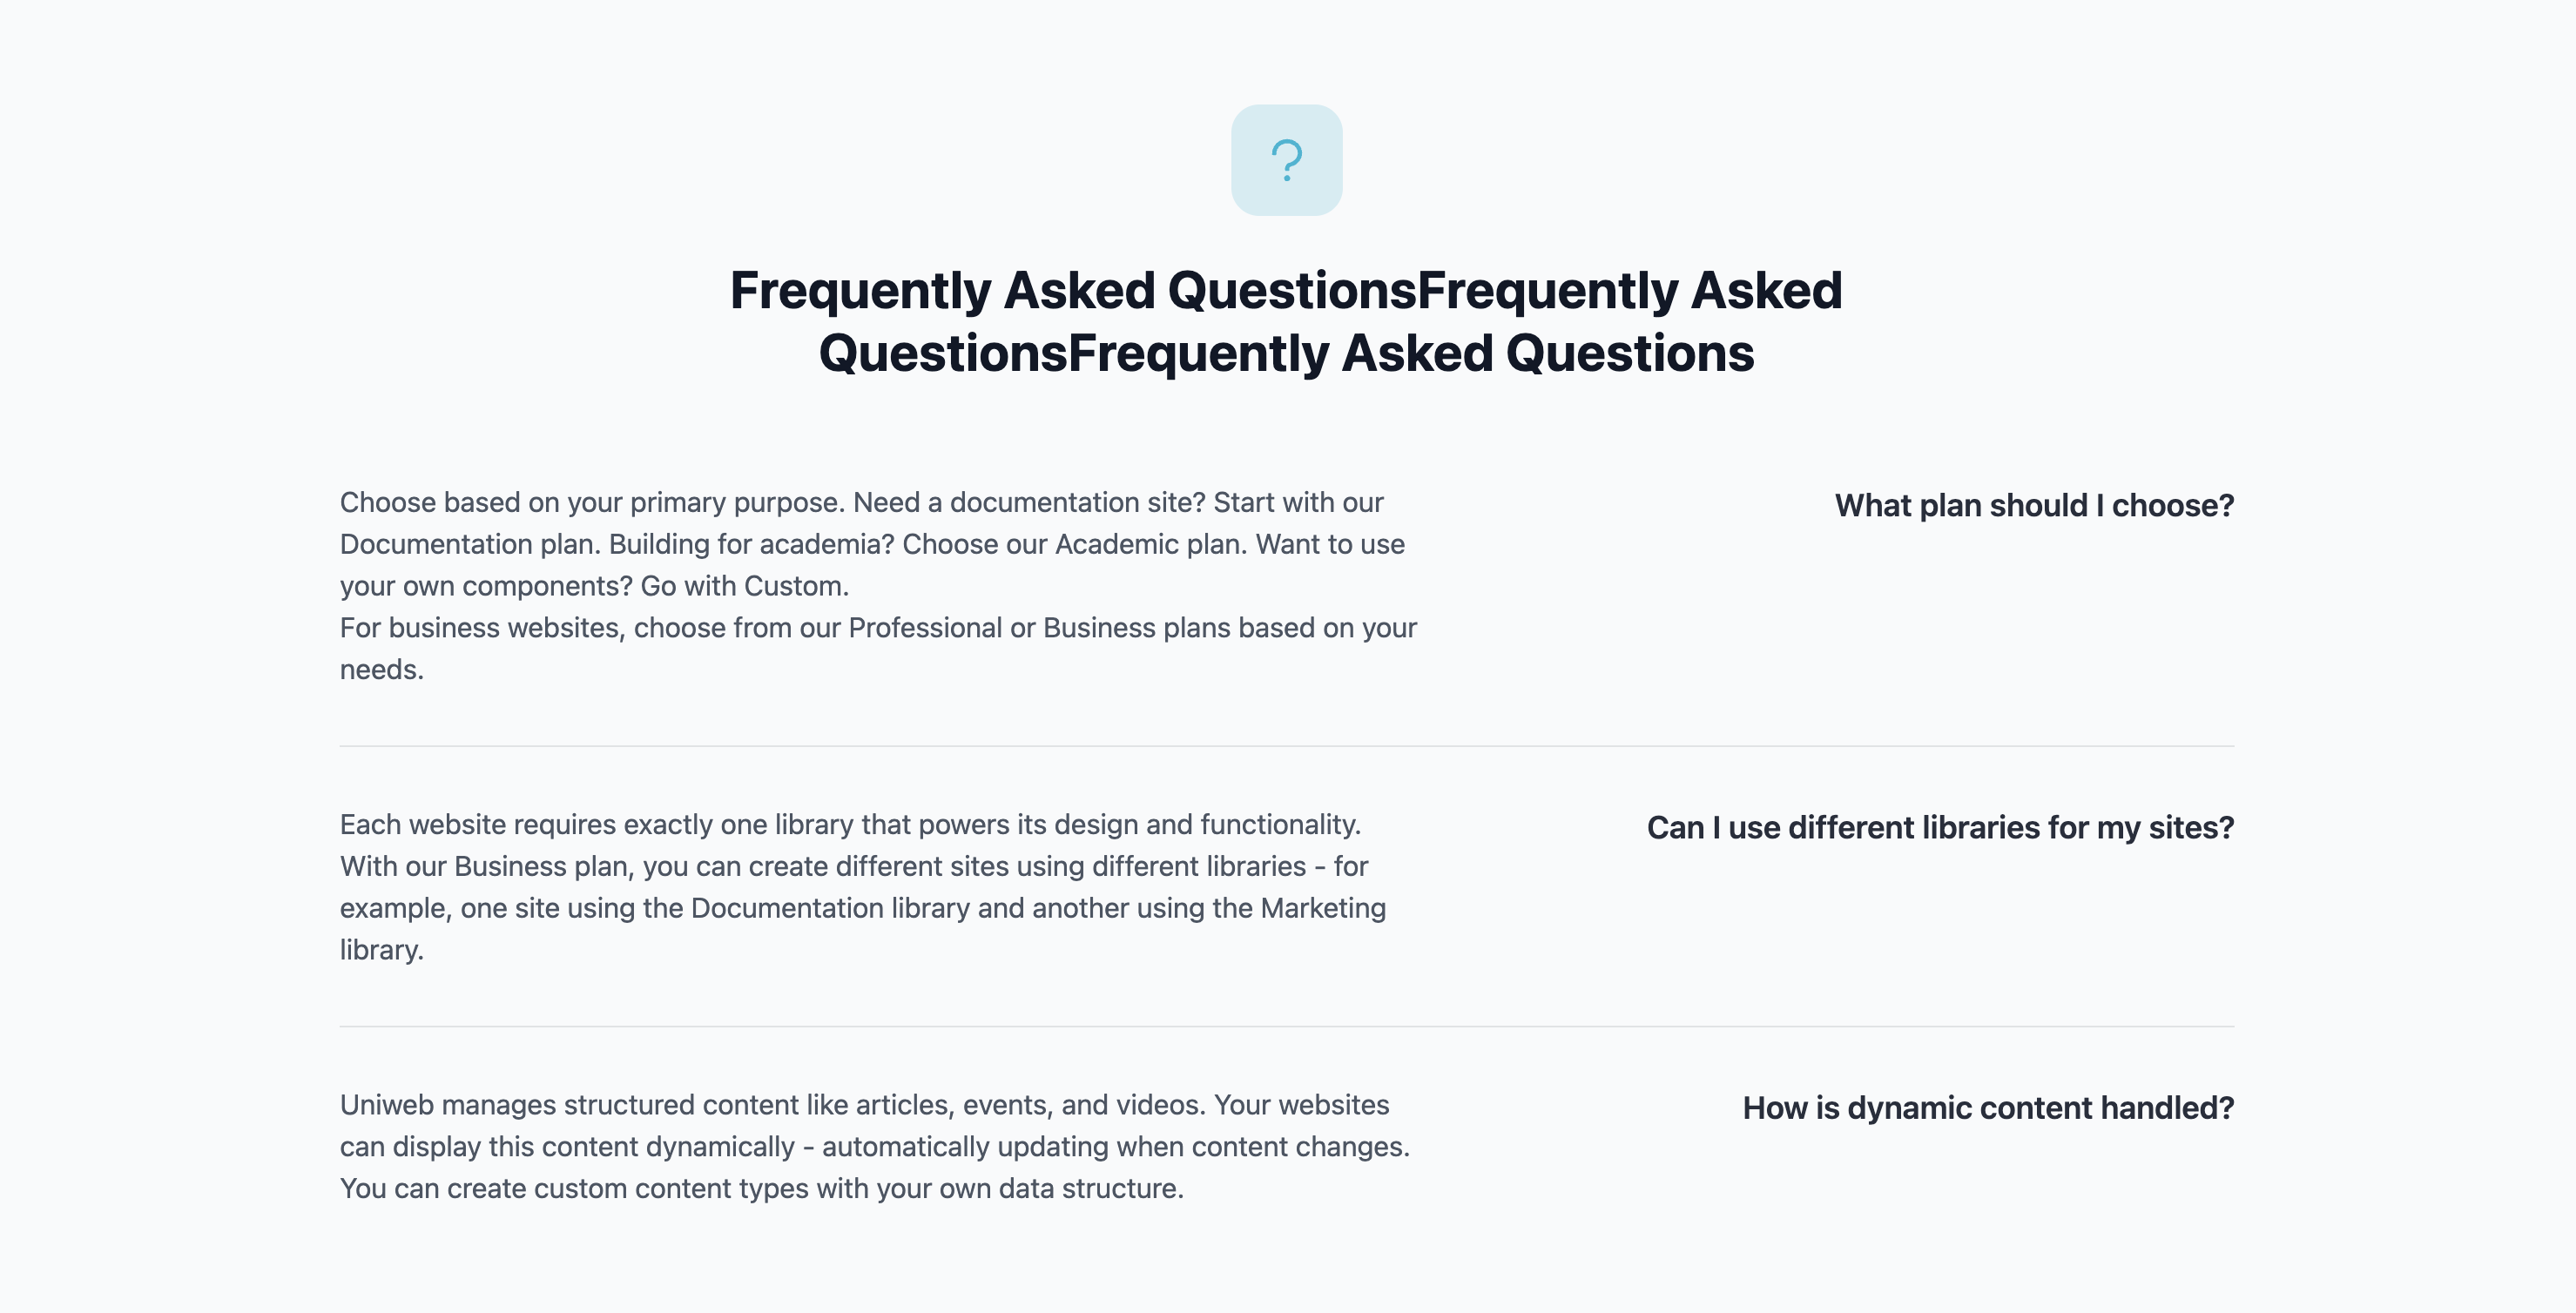 ?
Frequently Asked QuestionsFrequently Asked
QuestionsFrequently Asked Questions
Choose based on your primary purpose. Need a documentation site? Start with our
Documentation plan. Building for academia? Choose our Academic plan. Want to use
your own components? Go with Custom.
For business websites, choose from our Professional or Business plans based on your
needs.
What plan should I choose?
Each website requires exactly one library that powers its design and functionality.
With our Business plan, you can create different sites using different libraries - for
example, one site using the Documentation library and another using the Marketing
library.
Can I use different libraries for my sites?
Uniweb manages structured content like articles, events, and videos. Your websites
can display this content dynamically - automatically updating when content changes.
You can create custom content types with your own data structure.
How is dynamic content handled?